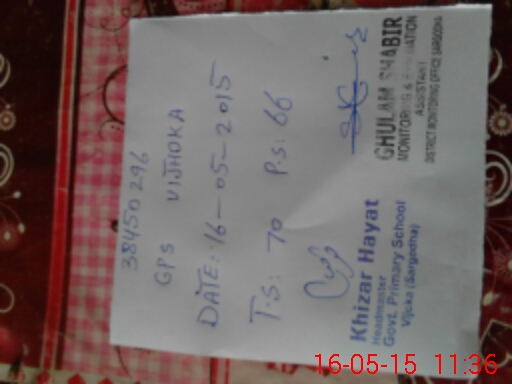 38450296
GPS VIJHOKA
DATE: 16-05-2015
T.S: 70 P.S: 66
Khizar Hayat
Headmaster
Govt. Primary School
Vijoka (Sargodha)
GHULAM SHABIR
MONITORING &
ASSISTANT
DISTRICT MONITORING OFFICE SARGODHA
16-05-15 11:36